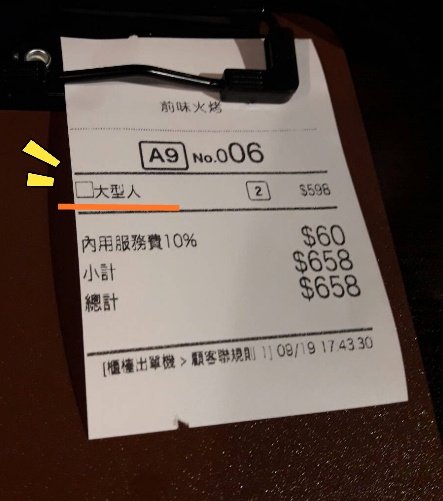 前味火烤
A9 No.006
□大型人 2 $598
內用服務費10% $60
小計 $658
總計 $658
[櫃檯出單機 > 顧客聯規則 1] 09/19 17:43:30